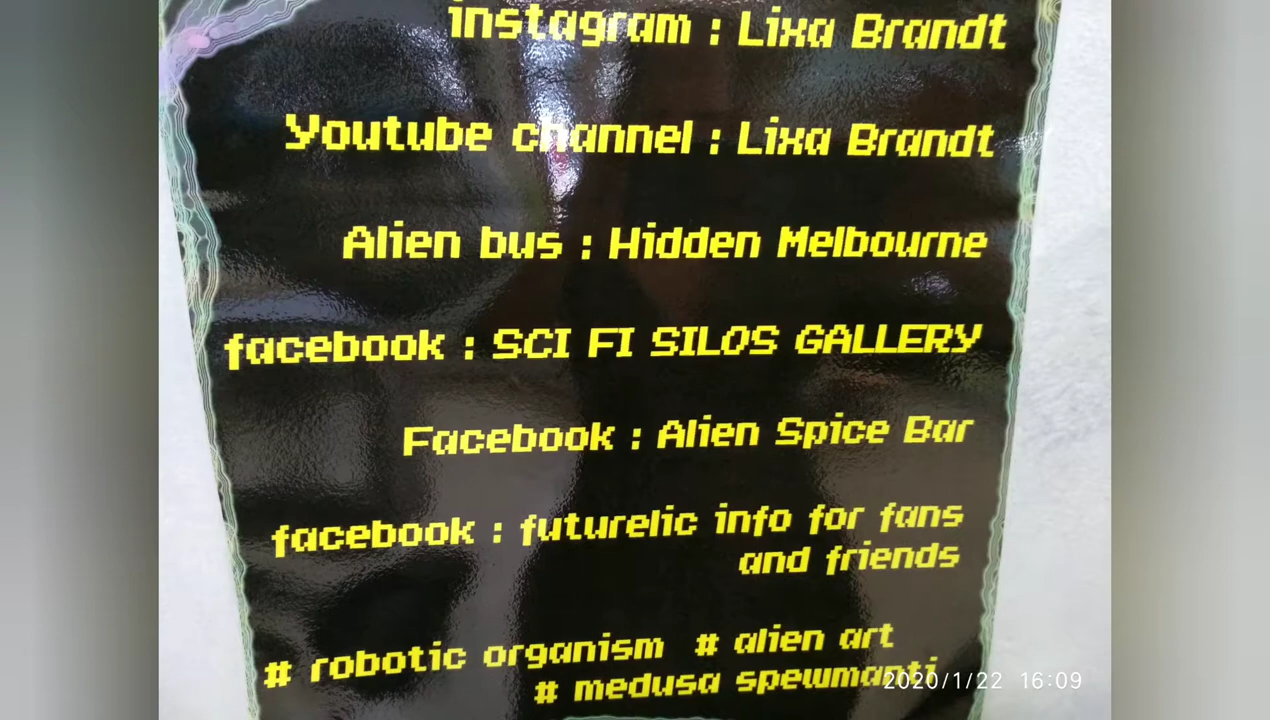 instagram : Lixa Brandt
Youtube channel : Lixa Brandt
Alien bus : Hidden Melbourne
facebook : SCI FI SILOS GALLERY
Facebook : Alien Spice Bar
facebook : futurelic info for fans
and friends
# robotic organism # alien art
# medusa spewmanti
2020/1/22 16:09